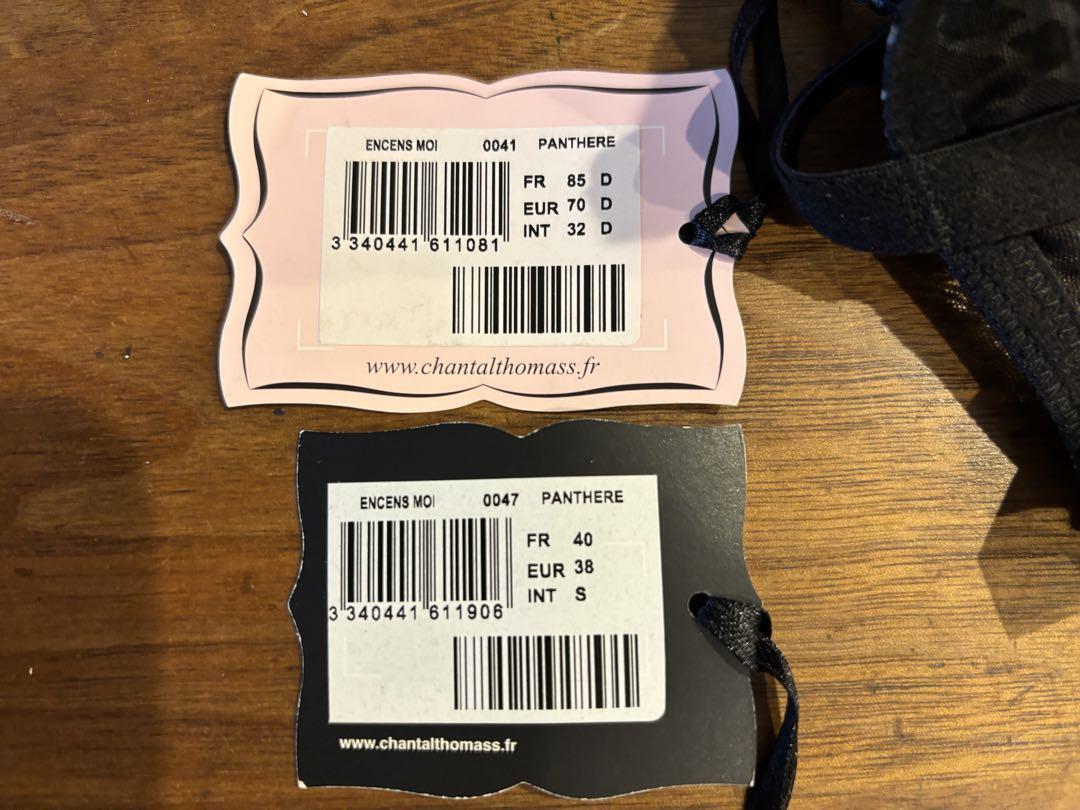 ENCENS MOI 0041 PANTHERE
FR 85 D
EUR 70 D
INT 32 D
3 340441 611081
www.chantalthomass.fr
ENCENS MOI 0047 PANTHERE
FR 40
EUR 38
INT S
3 340441 611906
www.chantalthomass.fr